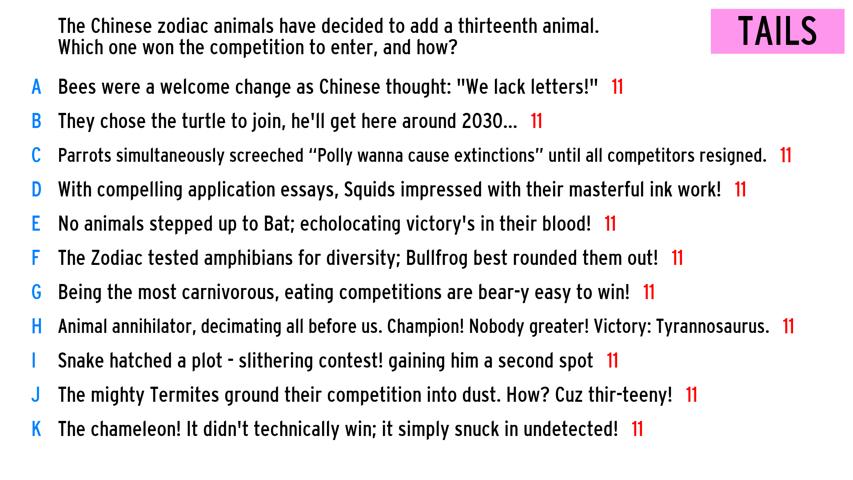 The Chinese zodiac animals have decided to add a thirteenth animal.
Which one won the competition to enter, and how?
TAILS
A Bees were a welcome change as Chinese thought: "We lack letters!" 11
B They chose the turtle to join, he'll get here around 2030... 11
C Parrots simultaneously screeched “Polly wanna cause extinctions” until all competitors resigned. 11
D With compelling application essays, Squids impressed with their masterful ink work! 11
E No animals stepped up to Bat; echolocating victory's in their blood! 11
F The Zodiac tested amphibians for diversity; Bullfrog best rounded them out! 11
G Being the most carnivorous, eating competitions are bear-y easy to win! 11
H Animal annihilator, decimating all before us. Champion! Nobody greater! Victory: Tyrannosaurus. 11
I Snake hatched a plot - slithering contest! gaining him a second spot 11
J The mighty Termites ground their competition into dust. How? Cuz thir-teeny! 11
K The chameleon! It didn't technically win; it simply snuck in undetected! 11